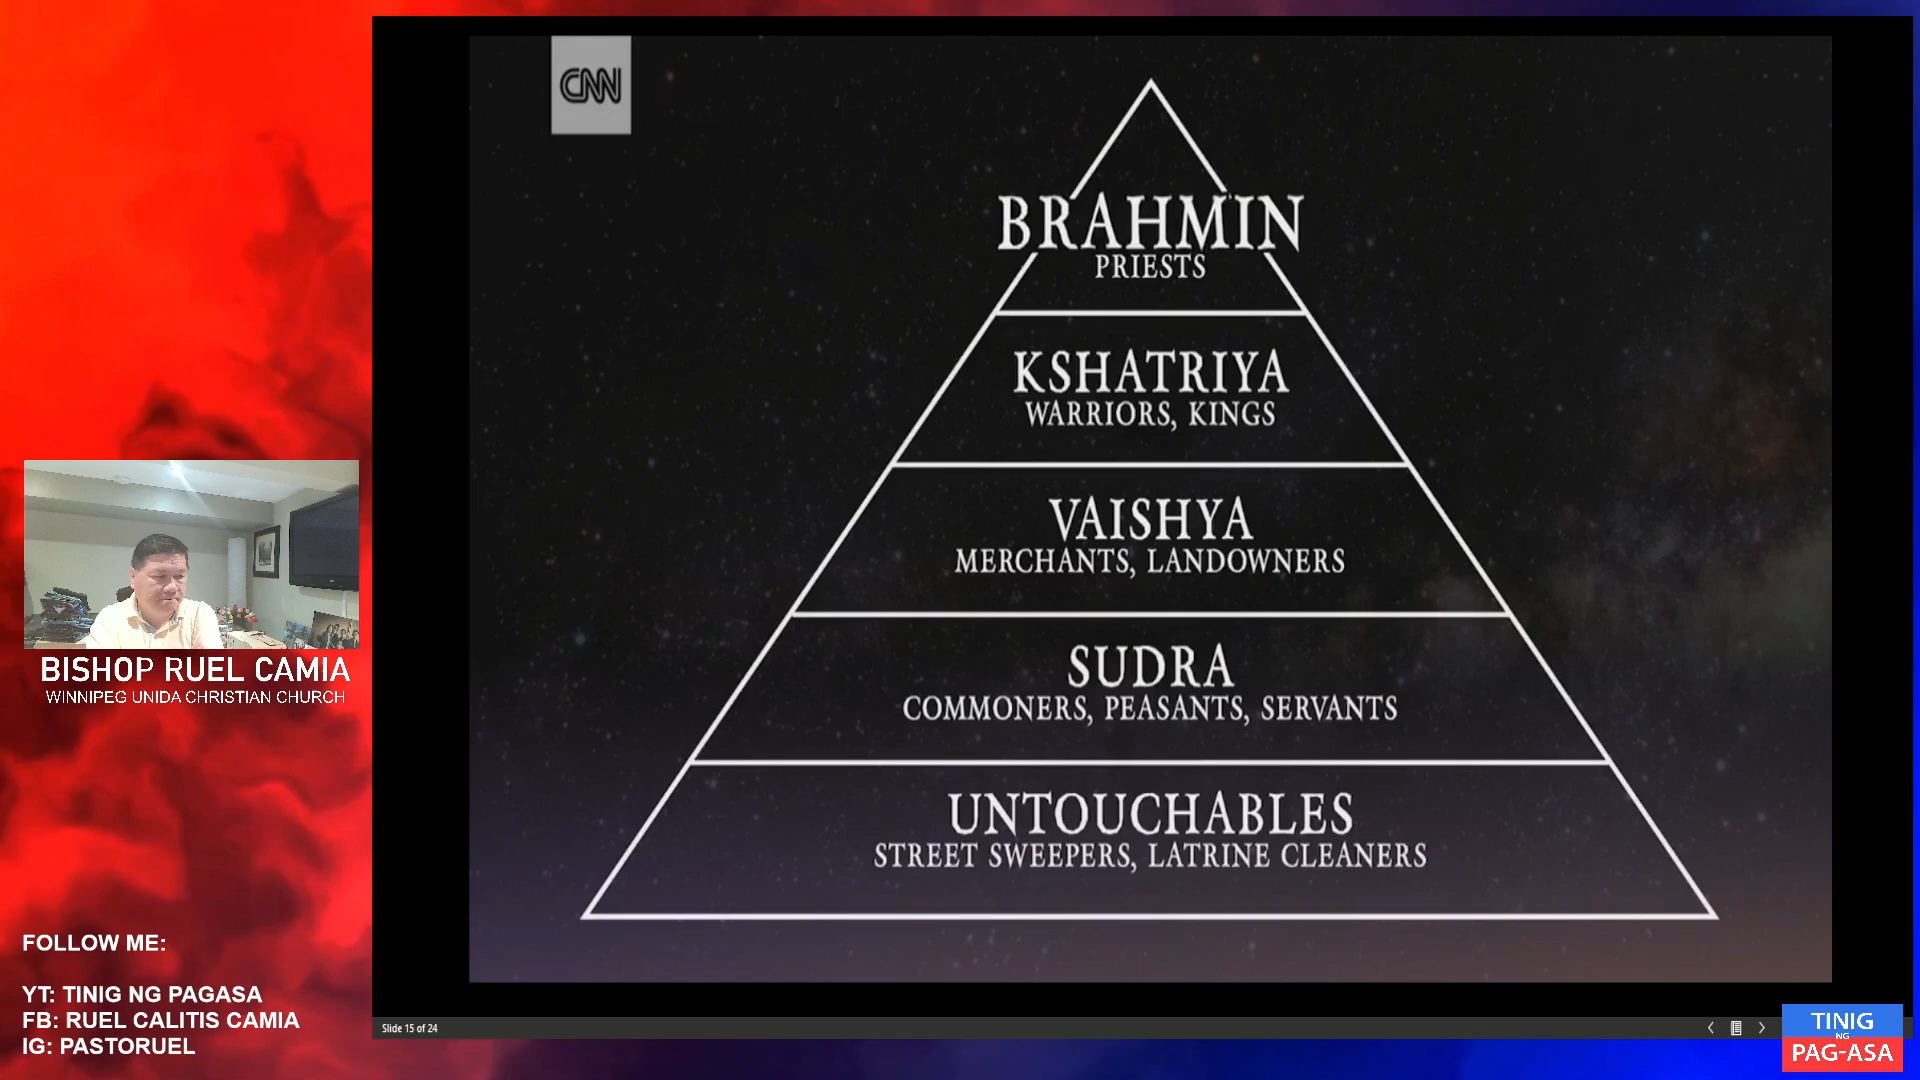 CNN
BRAHMIN
PRIESTS
KSHATRIYA
WARRIORS, KINGS
VAISHYA
MERCHANTS, LANDOWNERS
SUDRA
COMMONERS, PEASANTS, SERVANTS
UNTOUCHABLES
STREET SWEEPERS, LATRINE CLEANERS
BISHOP RUEL CAMIA
WINNIPEG UNIDA CHRISTIAN CHURCH
FOLLOW ME:
YT: TINIG NG PAGASA
FB: RUEL CALITIS CAMIA
IG: PASTORUEL
Slide 15 of 24
TINIG
NG
PAG-ASA